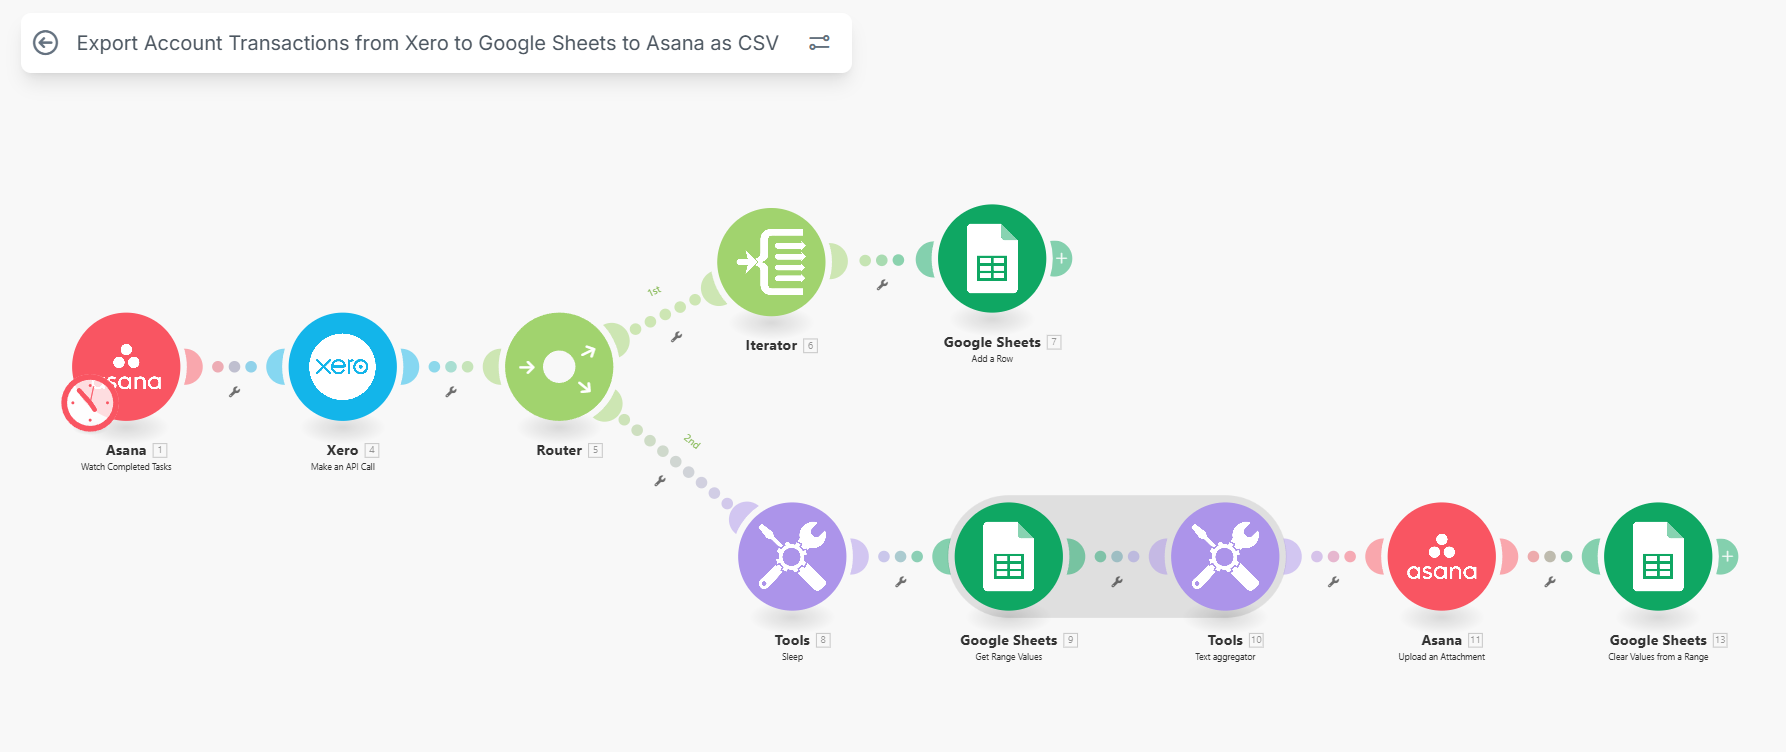 Export Account Transactions from Xero to Google Sheets to Asana as CSV
1st
Iterator 6
Google Sheets 7
Add a Row
asana
xero
Asana 1
Watch Completed Tasks
Xero 4
Make an API Call
Router 5
2nd
asana
Tools 8
Sleep
Google Sheets 9
Get Range Values
Tools 10
Text aggregator
Asana 11
Upload an Attachment
Google Sheets 13
Clear Values from a Range